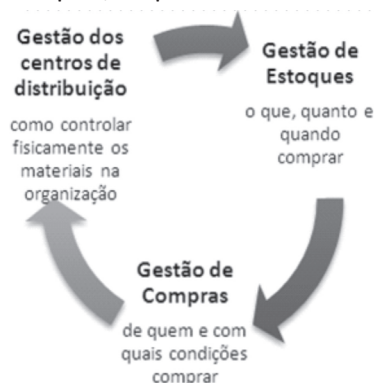 Gestão dos
centros de
distribuição
como controlar
fisicamente os
materiais na
organização
Gestão de
Estoques
o que, quanto e
quando
comprar
Gestão de
Compras
de quem e com
quais condições
comprar